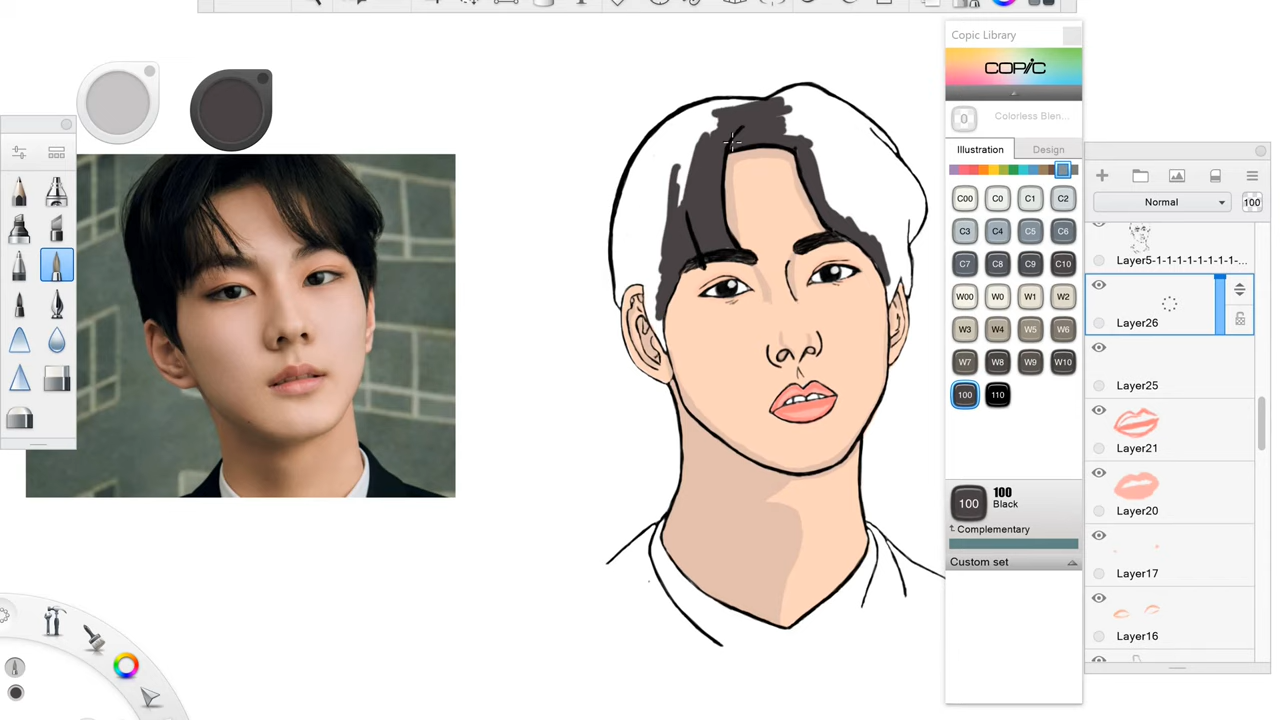 Copic Library
COPIC
0 Colorless Blen...
Illustration Design
C00 C0 C1 C2
C3 C4 C5 C6
C7 C8 C9 C10
W00 W0 W1 W2
W3 W4 W5 W6
W7 W8 W9 W10
100 110
100 100
Black
Complementary
Custom set
Normal 100
Layer5-1-1-1-1-1-1-1-...
Layer26
Layer25
Layer21
Layer20
Layer17
Layer16